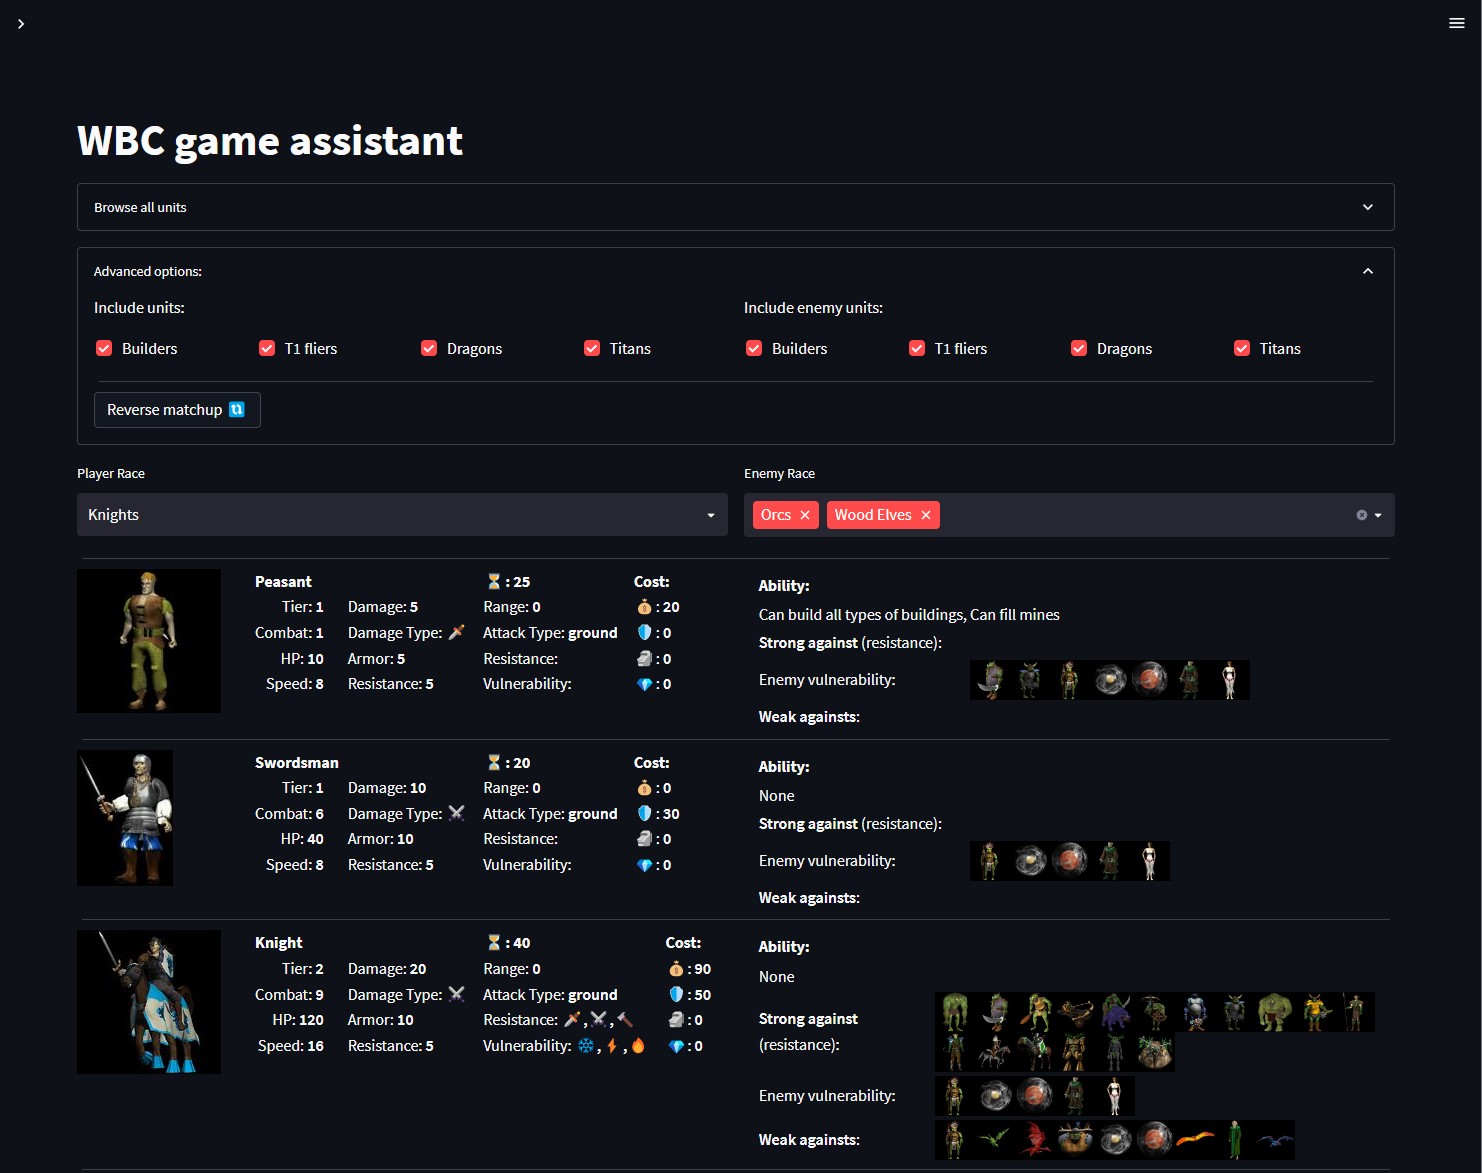 WBC game assistant
Browse all units
Advanced options:
Include units:
Include enemy units:
Builders
T1 fliers
Dragons
Titans
Builders
T1 fliers
Dragons
Titans
Reverse matchup
Player Race
Enemy Race
Knights
Orcs
Wood Elves
Peasant
: 25
Cost:
Tier: 1
Damage: 5
Range: 0
: 20
Combat: 1
Damage Type:
Attack Type: ground
: 0
HP: 10
Armor: 5
Resistance:
: 0
Speed: 8
Resistance: 5
Vulnerability:
: 0
Ability:
Can build all types of buildings, Can fill mines
Strong against (resistance):
Enemy vulnerability:
Weak againsts:
Swordsman
: 20
Cost:
Tier: 1
Damage: 10
Range: 0
: 0
Combat: 6
Damage Type:
Attack Type: ground
: 30
HP: 40
Armor: 10
Resistance:
: 0
Speed: 8
Resistance: 5
Vulnerability:
: 0
Ability:
None
Strong against (resistance):
Enemy vulnerability:
Weak againsts:
Knight
: 40
Cost:
Tier: 2
Damage: 20
Range: 0
: 90
Combat: 9
Damage Type:
Attack Type: ground
: 50
HP: 120
Armor: 10
Resistance: , ,
: 0
Speed: 16
Resistance: 5
Vulnerability: , ,
: 0
Ability:
None
Strong against
(resistance):
Enemy vulnerability:
Weak againsts: